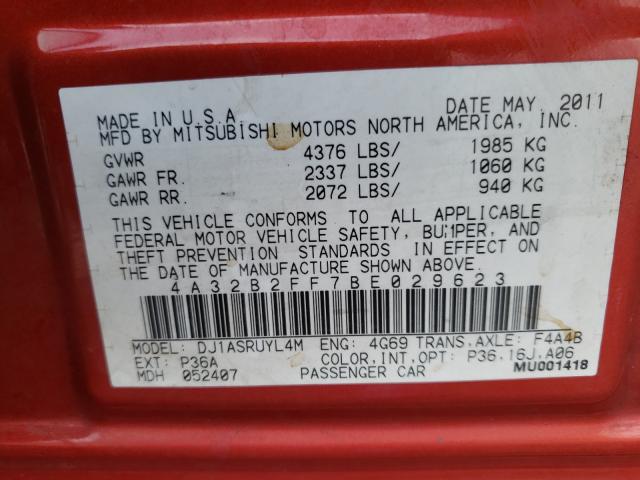 MADE IN U.S.A. DATE MAY. 2011
MFD BY MITSUBISHI MOTORS NORTH AMERICA, INC.
GVWR 4376 LBS/ 1985 KG
GAWR FR. 2337 LBS/ 1060 KG
GAWR RR. 2072 LBS/ 940 KG
THIS VEHICLE CONFORMS TO ALL APPLICABLE
FEDERAL MOTOR VEHICLE SAFETY, BUMPER, AND
THEFT PREVENTION STANDARDS IN EFFECT ON
THE DATE OF MANUFACTURE SHOWN ABOVE.
4A32B2FF7BE029623
MODEL: DJ1ASRUYL4M ENG: 4G69 TRANS.AXLE: F4A4B
EXT: P36A COLOR,INT,OPT: P36,16J,A06
MDH 052407 PASSENGER CAR MU001418